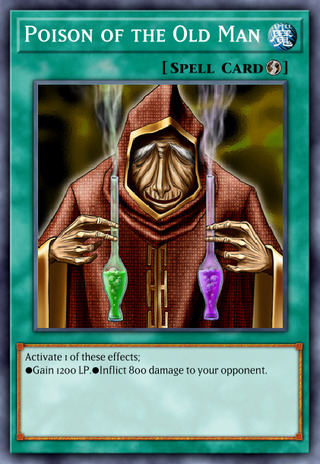 Poison of the Old Man 魔
[Spell Card]
Activate 1 of these effects;
●Gain 1200 LP.●Inflict 800 damage to your opponent.